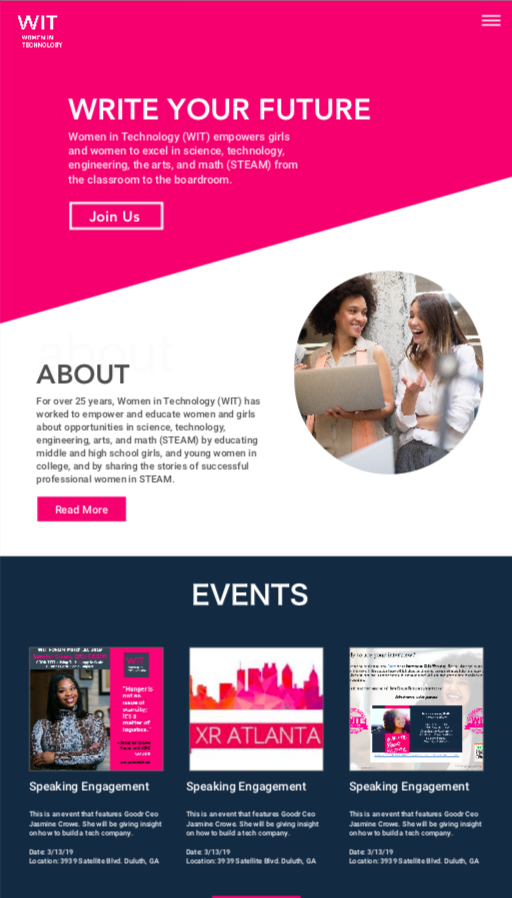 WIT
WOMEN IN
TECHNOLOGY
WRITE YOUR FUTURE
Women in Technology (WIT) empowers girls
and women to excel in science, technology,
engineering, the arts, and math (STEAM) from
the classroom to the boardroom.
Join Us
about
ABOUT
For over 25 years, Women in Technology (WIT) has
worked to empower and educate women and girls
about opportunities in science, technology,
engineering, arts, and math (STEAM) by educating
middle and high school girls, and young women in
college, and by sharing the stories of successful
professional women in STEAM.
Read More
EVENTS
WIT
"Hunger is
not an
issue of
scarcity;
it's a
matter of
logistics."
XR ATLANTA
your interview?
Speaking Engagement
This is an event that features Goodr Ceo
Jasmine Crowe. She will be giving insight
on how to build a tech company.
Date: 3/13/19
Location: 3939 Satellite Blvd. Duluth, GA
Speaking Engagement
This is an event that features Goodr Ceo
Jasmine Crowe. She will be giving insight
on how to build a tech company.
Date: 3/13/19
Location: 3939 Satellite Blvd. Duluth, GA
Speaking Engagement
This is an event that features Goodr Ceo
Jasmine Crowe. She will be giving insight
on how to build a tech company.
Date: 3/13/19
Location: 3939 Satellite Blvd. Duluth, GA